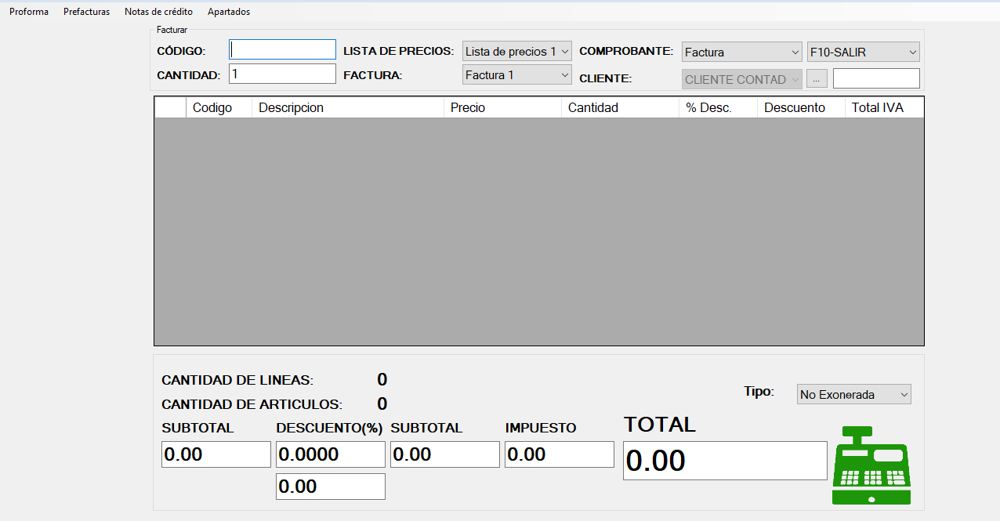 Proforma Prefacturas Notas de crédito Apartados
Facturar
CÓDIGO: LISTA DE PRECIOS: Lista de precios 1 COMPROBANTE: Factura F10-SALIR
CANTIDAD: 1 FACTURA: Factura 1 CLIENTE: CLIENTE CONTAD ...
Codigo Descripcion Precio Cantidad % Desc. Descuento Total IVA
CANTIDAD DE LINEAS: 0
Tipo: No Exonerada
CANTIDAD DE ARTICULOS: 0
SUBTOTAL DESCUENTO(%) SUBTOTAL IMPUESTO TOTAL
0.00 0.0000 0.00 0.00 0.00
0.00